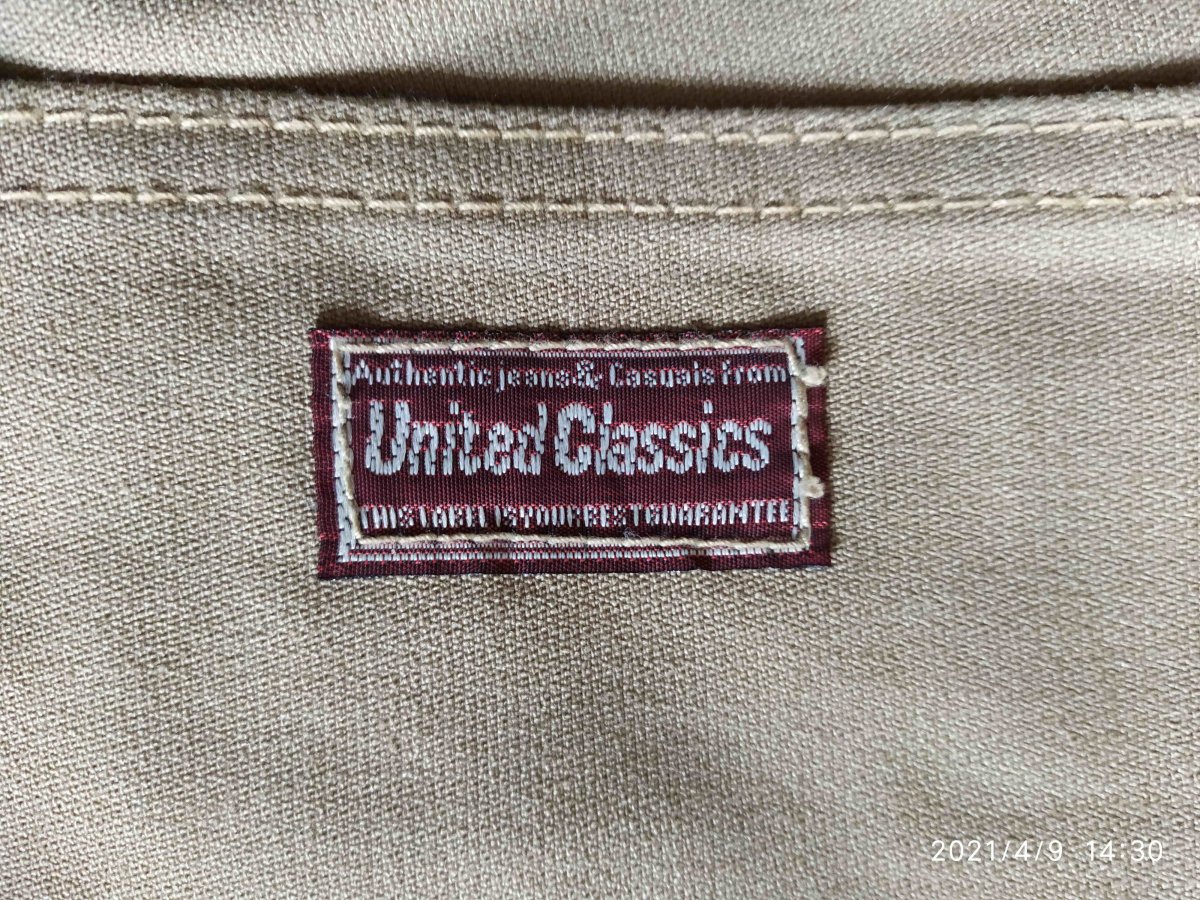 Authentic jeans & Casuals from
United Classics
THIS LABEL IS YOUR BEST GUARANTEE
2021/4/9 14:30